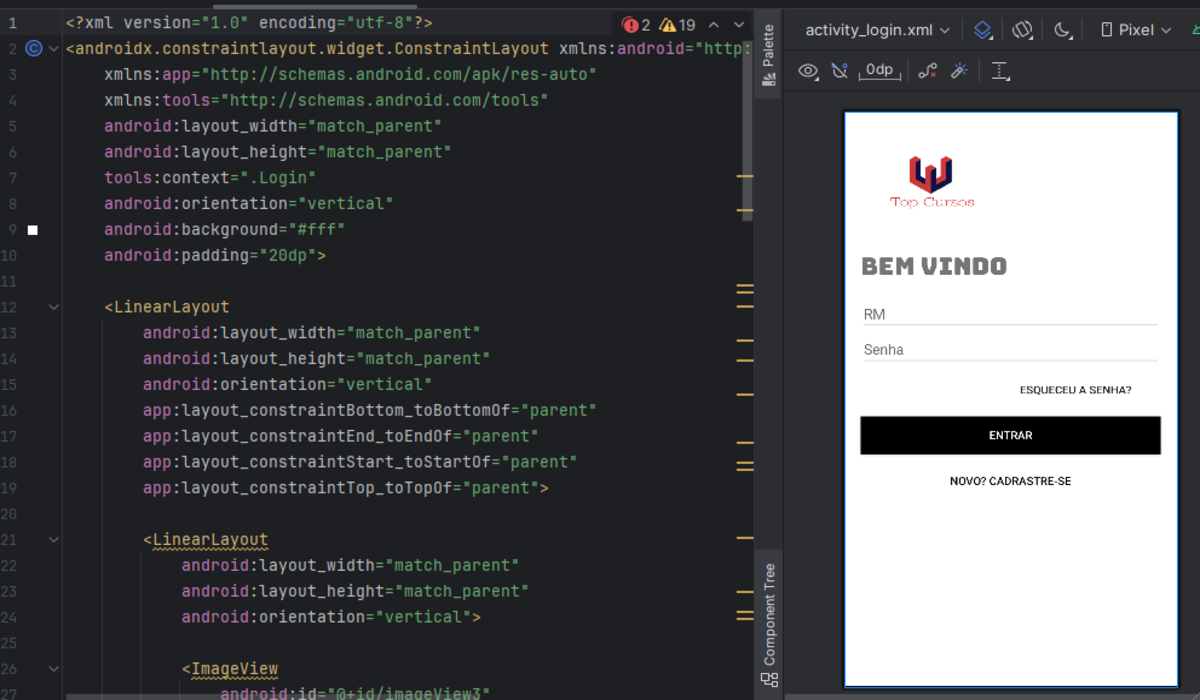 1 <?xml version="1.0" encoding="utf-8"?>
2 <androidx.constraintlayout.widget.ConstraintLayout xmlns:android="http:
3 xmlns:app="http://schemas.android.com/apk/res-auto"
4 xmlns:tools="http://schemas.android.com/tools"
5 android:layout_width="match_parent"
6 android:layout_height="match_parent"
7 tools:context=".Login"
8 android:orientation="vertical"
9 android:background="#fff"
10 android:padding="20dp">
11
12 <LinearLayout
13 android:layout_width="match_parent"
14 android:layout_height="match_parent"
15 android:orientation="vertical"
16 app:layout_constraintBottom_toBottomOf="parent"
17 app:layout_constraintEnd_toEndOf="parent"
18 app:layout_constraintStart_toStartOf="parent"
19 app:layout_constraintTop_toTopOf="parent">
20
21 <LinearLayout
22 android:layout_width="match_parent"
23 android:layout_height="match_parent"
24 android:orientation="vertical">
25
26 <ImageView
27 android:id="@+id/imageView3"
2 19
Palette
Component Tree
activity_login.xml
Pixel
0dp
Top Cursos
BEM VINDO
RM
Senha
ESQUECEU A SENHA?
ENTRAR
NOVO? CADRASTRE-SE